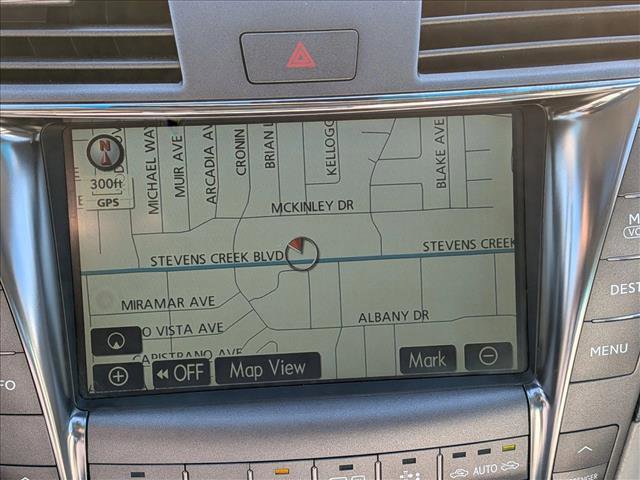 N
300ft
GPS
MICHAEL WAY
MUIR AVE
ARCADIA AV
CRONIN
BRIAN L
KELLOGG
BLAKE AVE
MCKINLEY DR
STEVENS CREEK BLVD
STEVENS CREEK
MIRAMAR AVE
O VISTA AVE
ALBANY DR
CAPISTRANO AVE
OFF
Map View
Mark
DEST
MENU
AUTO